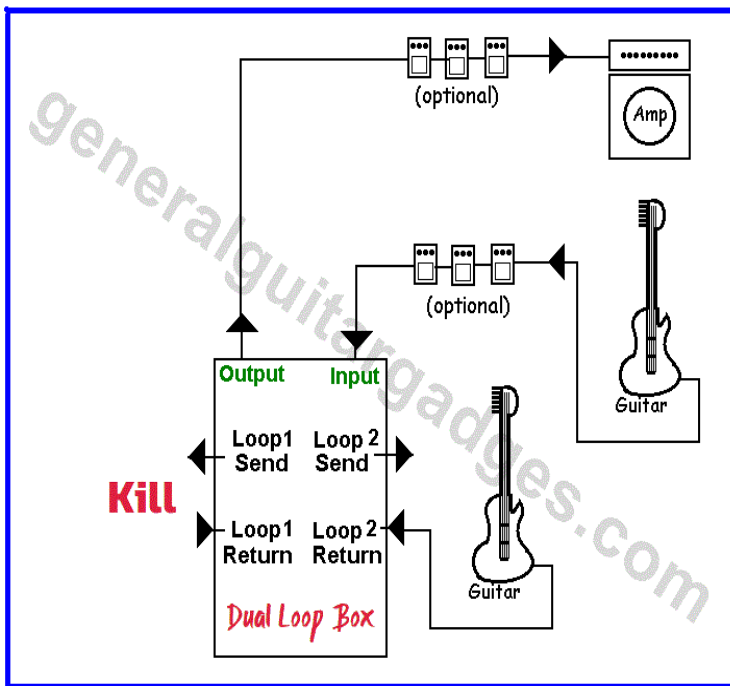 (optional)
Amp
generalguitargadges.com
(optional)
Guitar
Output Input
Loop1 Send
Loop 2 Send
Kill
Loop1 Return
Loop 2 Return
Guitar
Dual Loop Box